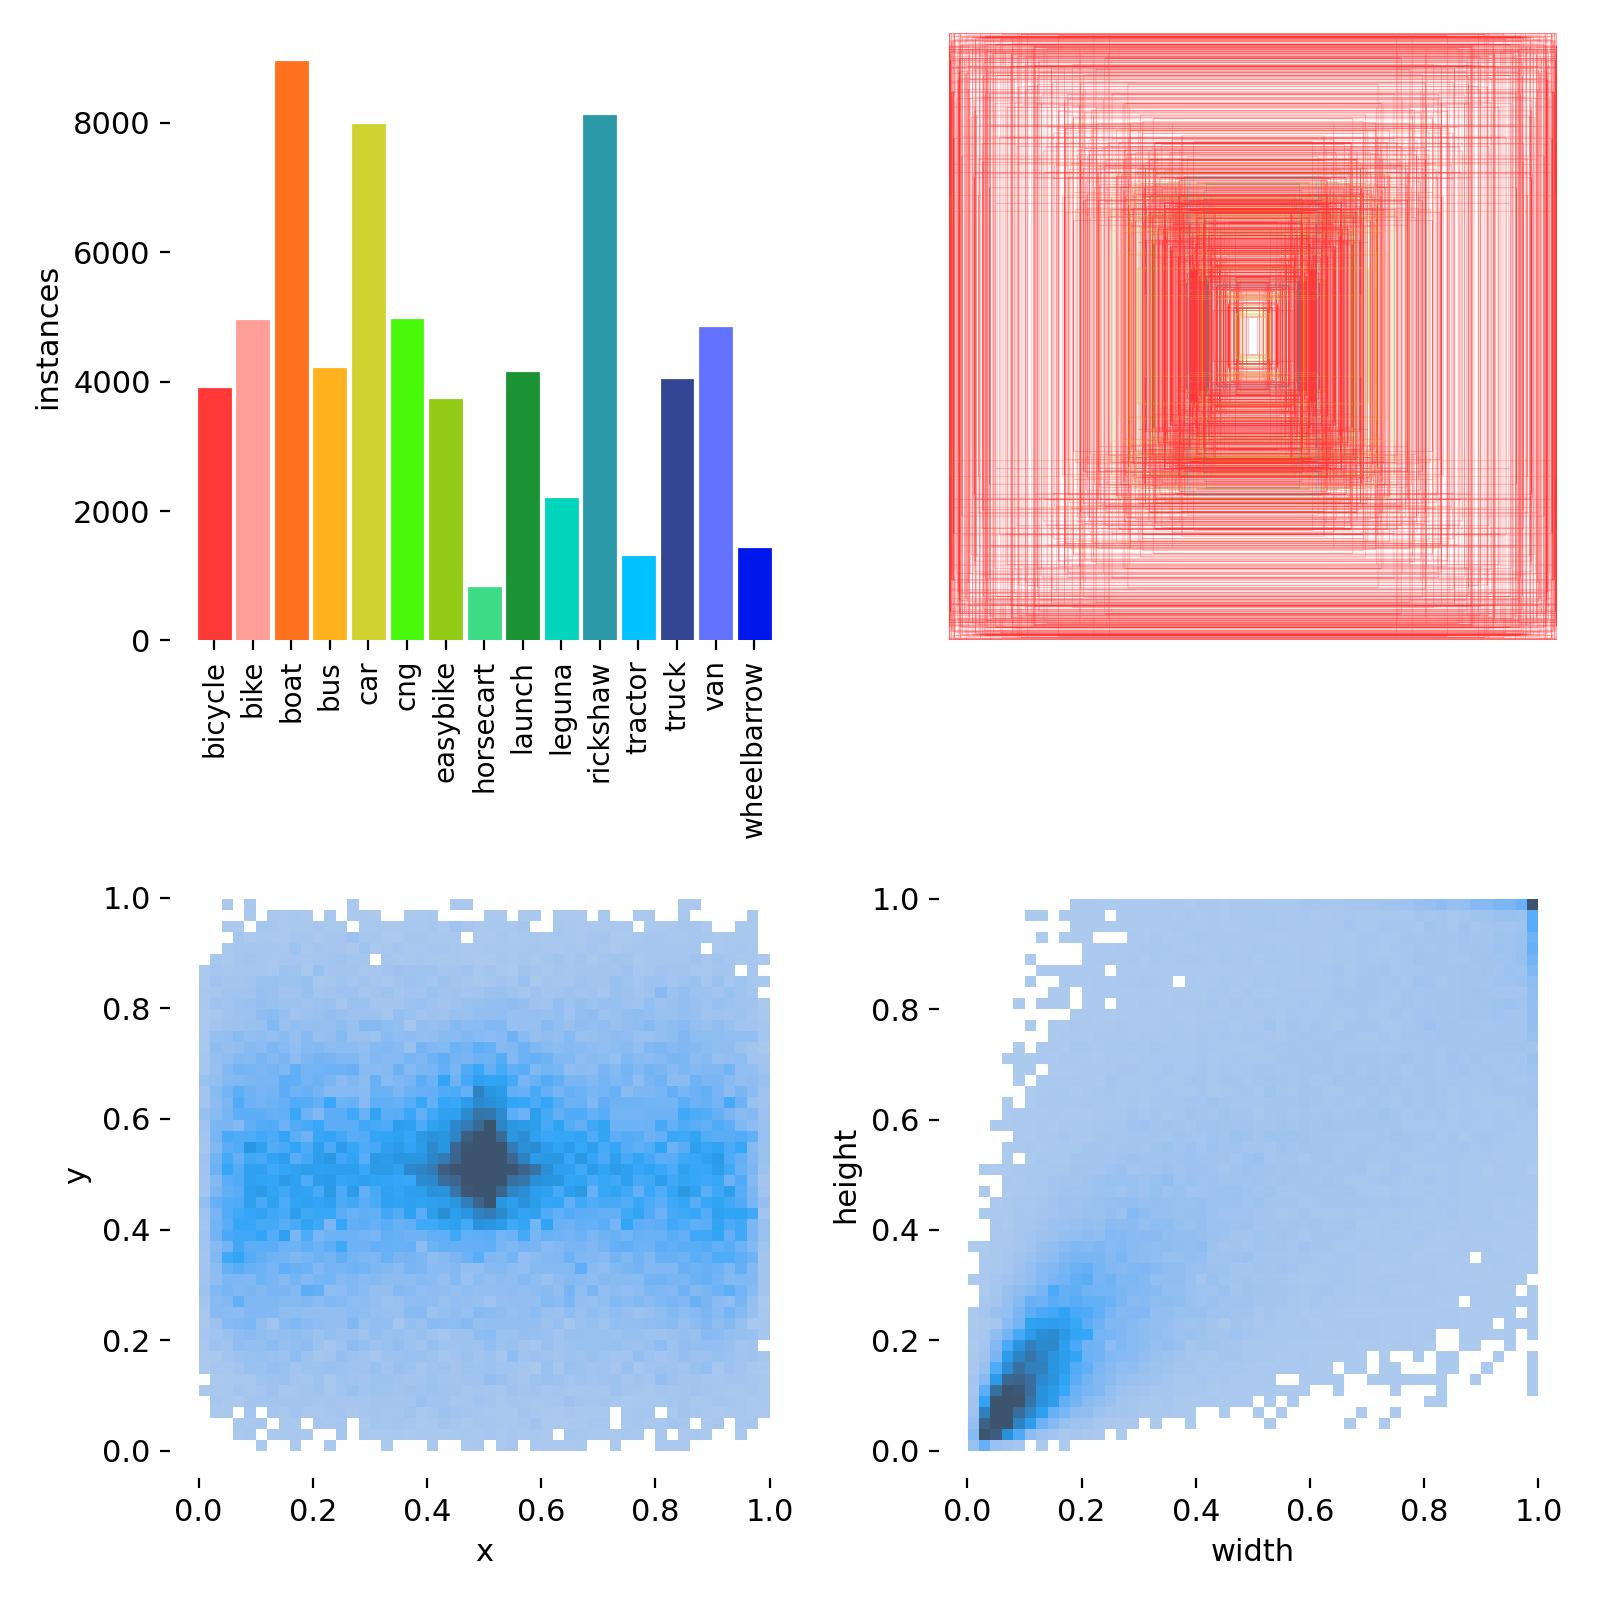 instances
8000
6000
4000
2000
0
bicycle
bike
boat
bus
car
cng
easybike
horsecart
launch
leguna
rickshaw
tractor
truck
van
wheelbarrow
y
1.0
0.8
0.6
0.4
0.2
0.0
0.0 0.2 0.4 0.6 0.8 1.0
x
height
1.0
0.8
0.6
0.4
0.2
0.0
0.0 0.2 0.4 0.6 0.8 1.0
width